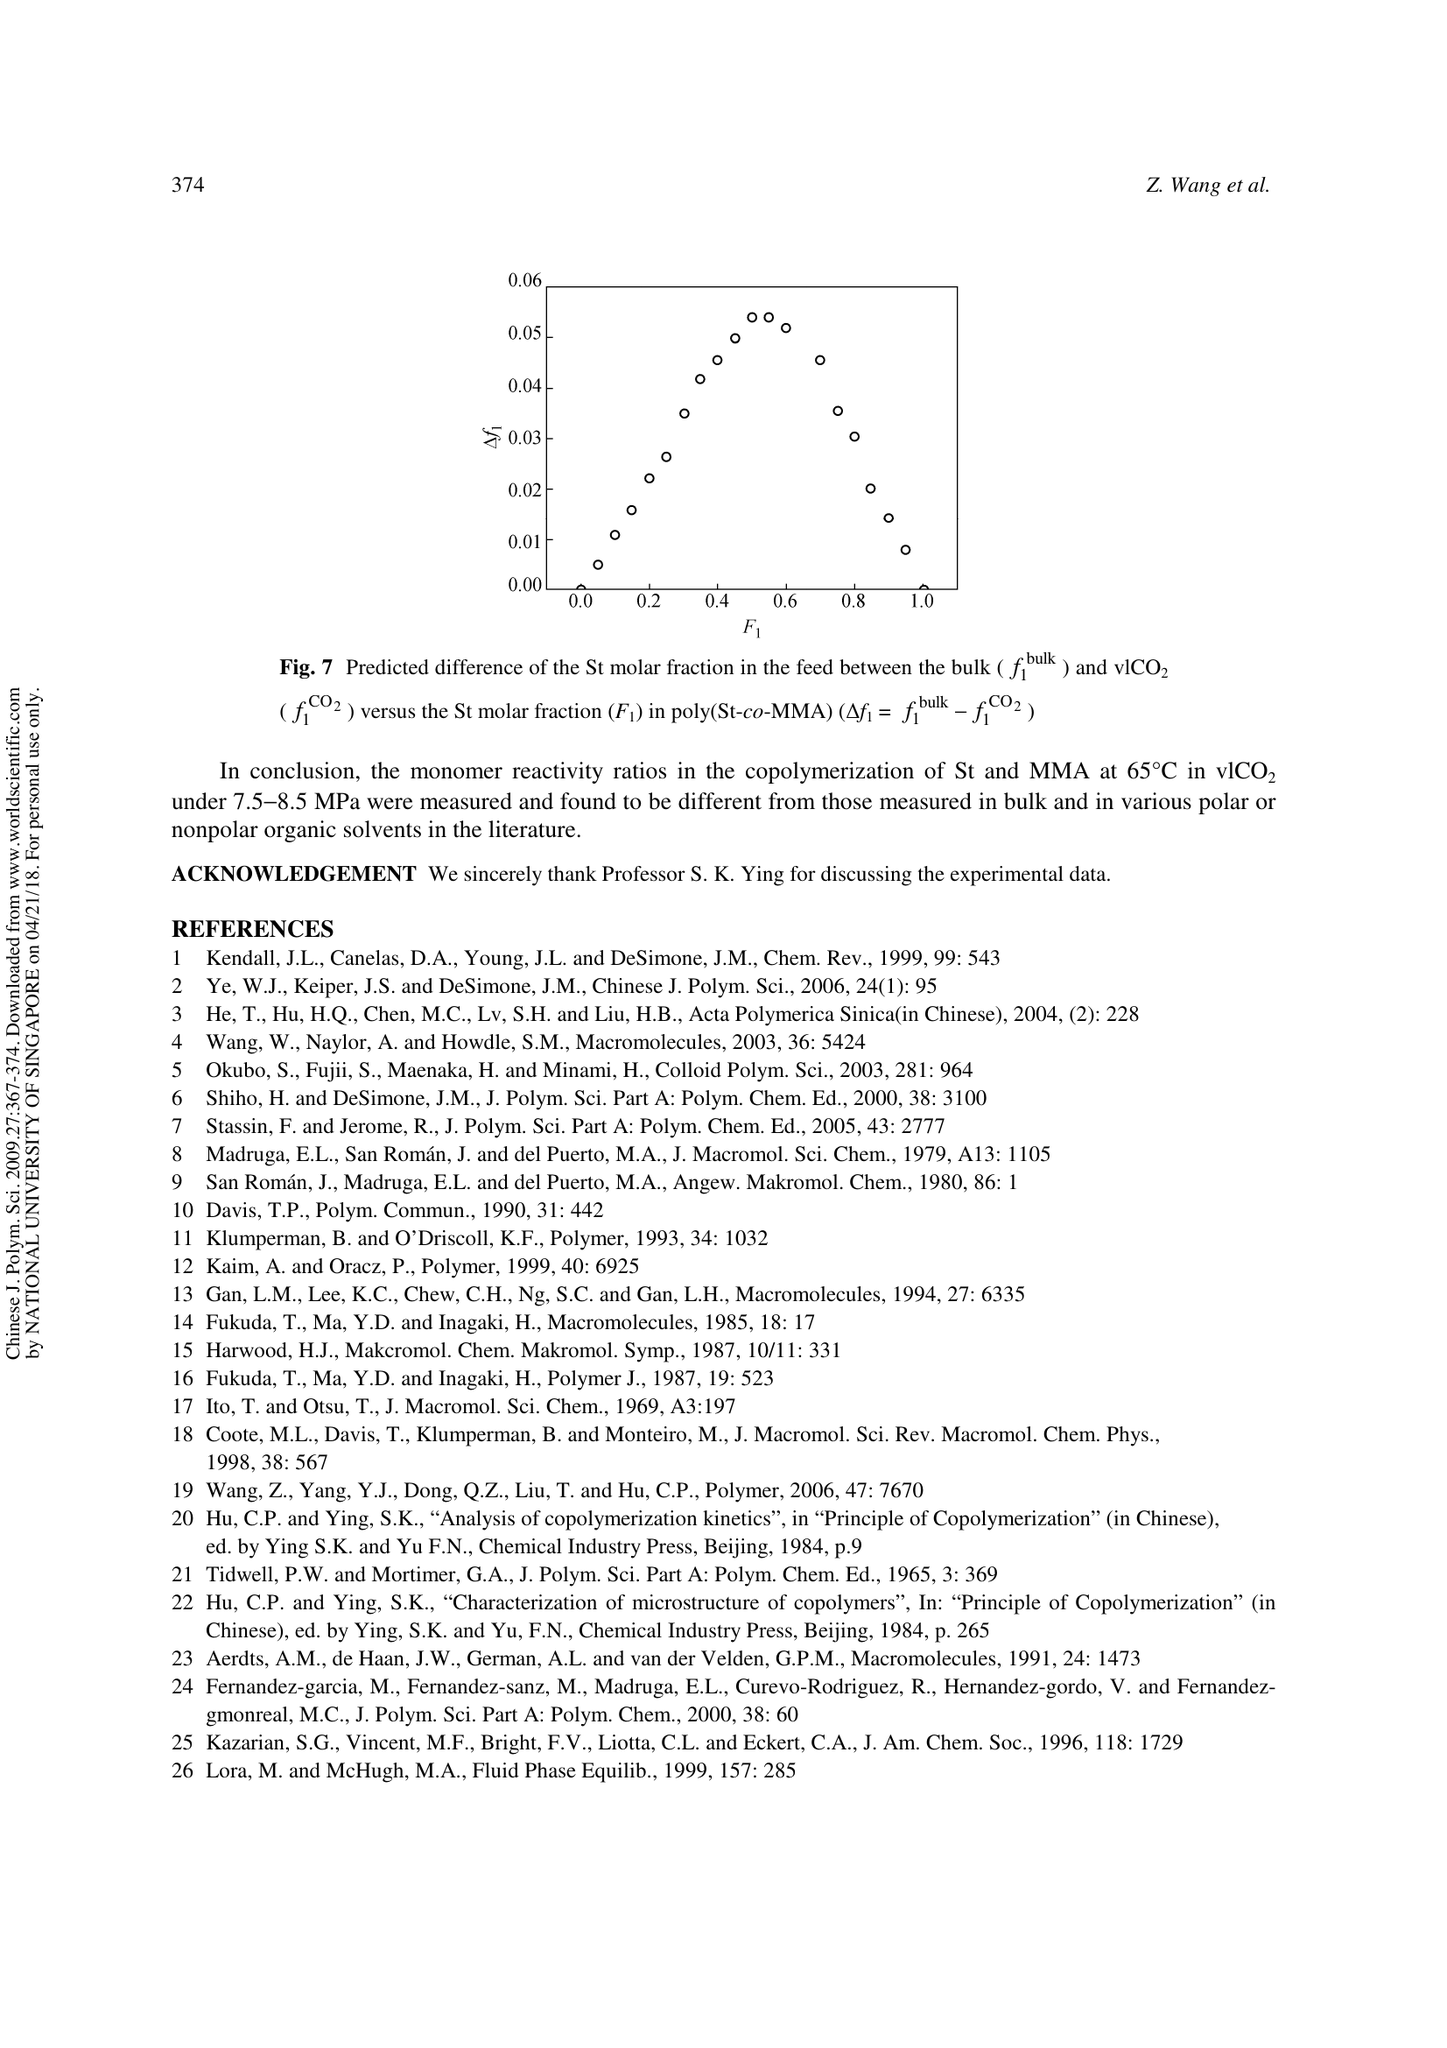 374 Z. Wang et al.
0.06
0.05
0.04
0.03
0.02
0.01
0.00
Δf1
0.0 0.2 0.4 0.6 0.8 1.0
F1
Fig. 7 Predicted difference of the St molar fraction in the feed between the bulk ( f1^bulk ) and vlCO2
( f1^CO2 ) versus the St molar fraction (F1) in poly(St-co-MMA) (Δf1 = f1^bulk − f1^CO2 )
In conclusion, the monomer reactivity ratios in the copolymerization of St and MMA at 65°C in vlCO2
under 7.5−8.5 MPa were measured and found to be different from those measured in bulk and in various polar or
nonpolar organic solvents in the literature.
ACKNOWLEDGEMENT We sincerely thank Professor S. K. Ying for discussing the experimental data.
REFERENCES
1 Kendall, J.L., Canelas, D.A., Young, J.L. and DeSimone, J.M., Chem. Rev., 1999, 99: 543
2 Ye, W.J., Keiper, J.S. and DeSimone, J.M., Chinese J. Polym. Sci., 2006, 24(1): 95
3 He, T., Hu, H.Q., Chen, M.C., Lv, S.H. and Liu, H.B., Acta Polymerica Sinica(in Chinese), 2004, (2): 228
4 Wang, W., Naylor, A. and Howdle, S.M., Macromolecules, 2003, 36: 5424
5 Okubo, S., Fujii, S., Maenaka, H. and Minami, H., Colloid Polym. Sci., 2003, 281: 964
6 Shiho, H. and DeSimone, J.M., J. Polym. Sci. Part A: Polym. Chem. Ed., 2000, 38: 3100
7 Stassin, F. and Jerome, R., J. Polym. Sci. Part A: Polym. Chem. Ed., 2005, 43: 2777
8 Madruga, E.L., San Román, J. and del Puerto, M.A., J. Macromol. Sci. Chem., 1979, A13: 1105
9 San Román, J., Madruga, E.L. and del Puerto, M.A., Angew. Makromol. Chem., 1980, 86: 1
10 Davis, T.P., Polym. Commun., 1990, 31: 442
11 Klumperman, B. and O’Driscoll, K.F., Polymer, 1993, 34: 1032
12 Kaim, A. and Oracz, P., Polymer, 1999, 40: 6925
13 Gan, L.M., Lee, K.C., Chew, C.H., Ng, S.C. and Gan, L.H., Macromolecules, 1994, 27: 6335
14 Fukuda, T., Ma, Y.D. and Inagaki, H., Macromolecules, 1985, 18: 17
15 Harwood, H.J., Makcromol. Chem. Makromol. Symp., 1987, 10/11: 331
16 Fukuda, T., Ma, Y.D. and Inagaki, H., Polymer J., 1987, 19: 523
17 Ito, T. and Otsu, T., J. Macromol. Sci. Chem., 1969, A3:197
18 Coote, M.L., Davis, T., Klumperman, B. and Monteiro, M., J. Macromol. Sci. Rev. Macromol. Chem. Phys.,
1998, 38: 567
19 Wang, Z., Yang, Y.J., Dong, Q.Z., Liu, T. and Hu, C.P., Polymer, 2006, 47: 7670
20 Hu, C.P. and Ying, S.K., “Analysis of copolymerization kinetics”, in “Principle of Copolymerization” (in Chinese),
ed. by Ying S.K. and Yu F.N., Chemical Industry Press, Beijing, 1984, p.9
21 Tidwell, P.W. and Mortimer, G.A., J. Polym. Sci. Part A: Polym. Chem. Ed., 1965, 3: 369
22 Hu, C.P. and Ying, S.K., “Characterization of microstructure of copolymers”, In: “Principle of Copolymerization” (in
Chinese), ed. by Ying, S.K. and Yu, F.N., Chemical Industry Press, Beijing, 1984, p. 265
23 Aerdts, A.M., de Haan, J.W., German, A.L. and van der Velden, G.P.M., Macromolecules, 1991, 24: 1473
24 Fernandez-garcia, M., Fernandez-sanz, M., Madruga, E.L., Curevo-Rodriguez, R., Hernandez-gordo, V. and Fernandez-
gmonreal, M.C., J. Polym. Sci. Part A: Polym. Chem., 2000, 38: 60
25 Kazarian, S.G., Vincent, M.F., Bright, F.V., Liotta, C.L. and Eckert, C.A., J. Am. Chem. Soc., 1996, 118: 1729
26 Lora, M. and McHugh, M.A., Fluid Phase Equilib., 1999, 157: 285
Chinese J. Polym. Sci. 2009.27:367-374. Downloaded from www.worldscientific.com
by NATIONAL UNIVERSITY OF SINGAPORE on 04/21/18. For personal use only.